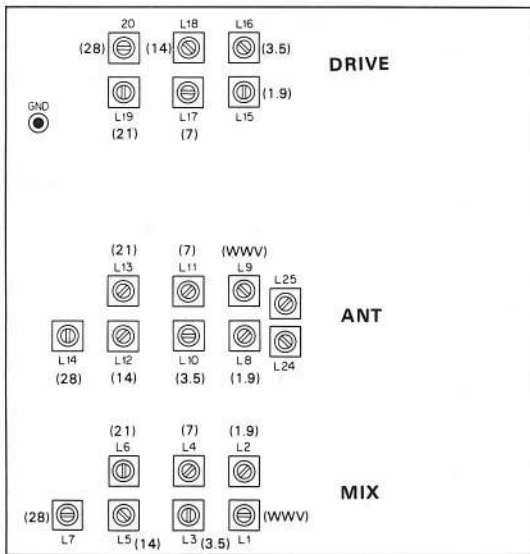 20 L18 L16
(28) (14) (3.5)
DRIVE
(1.9)
GND
L19 L17 L15
(21) (7)
(21) (7) (WWV)
L13 L11 L9 L25
ANT
L14 L12 L10 L8 L24
(28) (14) (3.5) (1.9)
(21) (7) (1.9)
L6 L4 L2
MIX
(28) (WWV)
L7 L5 (14) L3 (3.5) L1